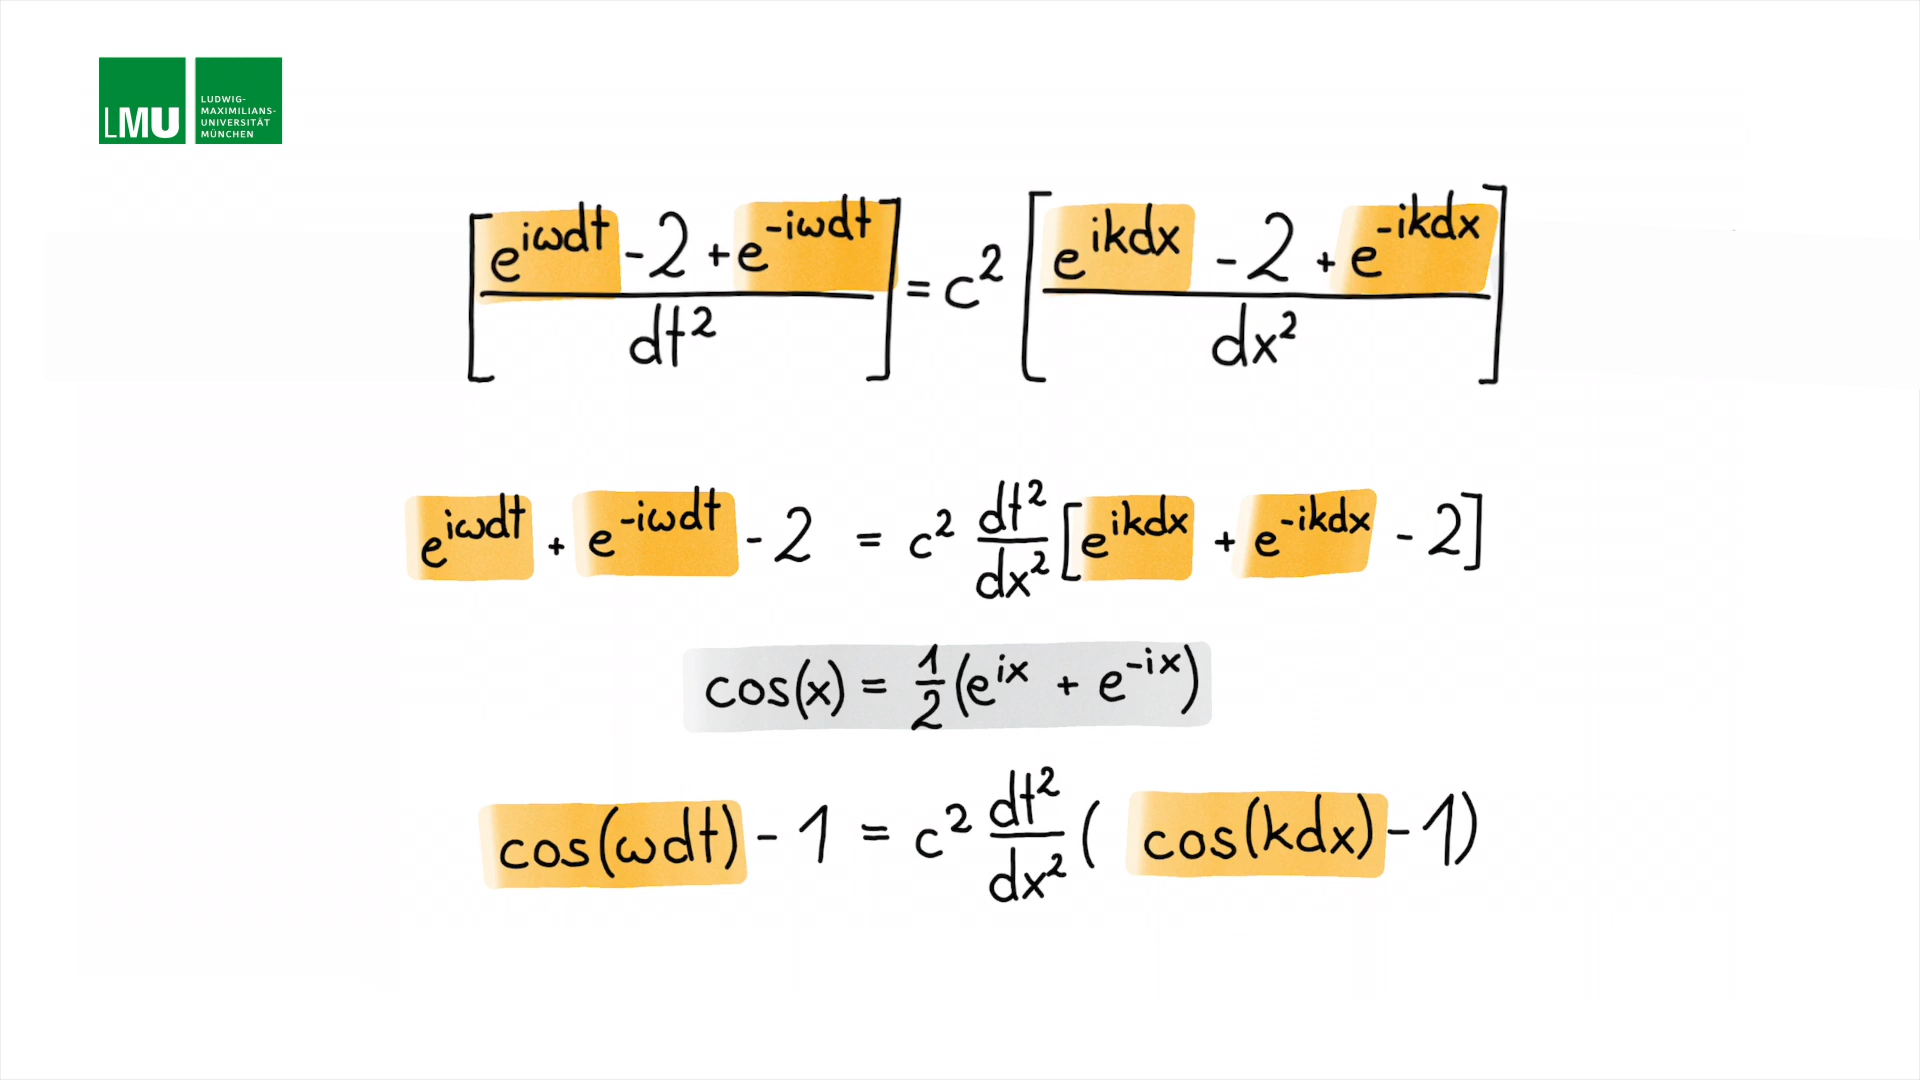 LMU
LUDWIG-
MAXIMILIANS-
UNIVERSITÄT
MÜNCHEN
[(e^{iωdt} - 2 + e^{-iωdt}) / dt²] = c² [(e^{ikdx} - 2 + e^{-ikdx}) / dx²]
e^{iωdt} + e^{-iωdt} - 2 = c² dt²/dx² [e^{ikdx} + e^{-ikdx} - 2]
cos(x) = 1/2 (e^{ix} + e^{-ix})
cos(ωdt) - 1 = c² dt²/dx² ( cos(kdx) - 1)